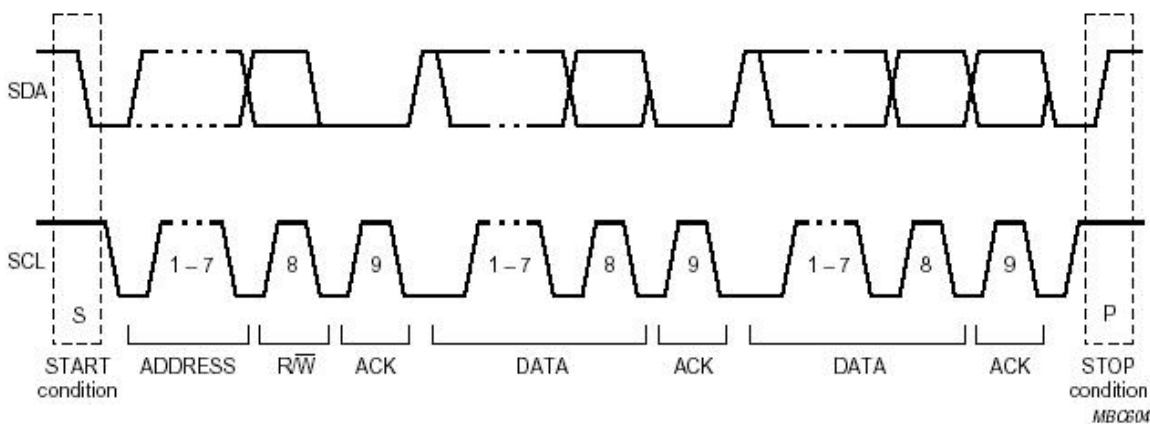 SDA
SCL
1 – 7 8 9 1 – 7 8 9 1 – 7 8 9
S P
START condition ADDRESS R/W̅ ACK DATA ACK DATA ACK STOP condition
MBC604